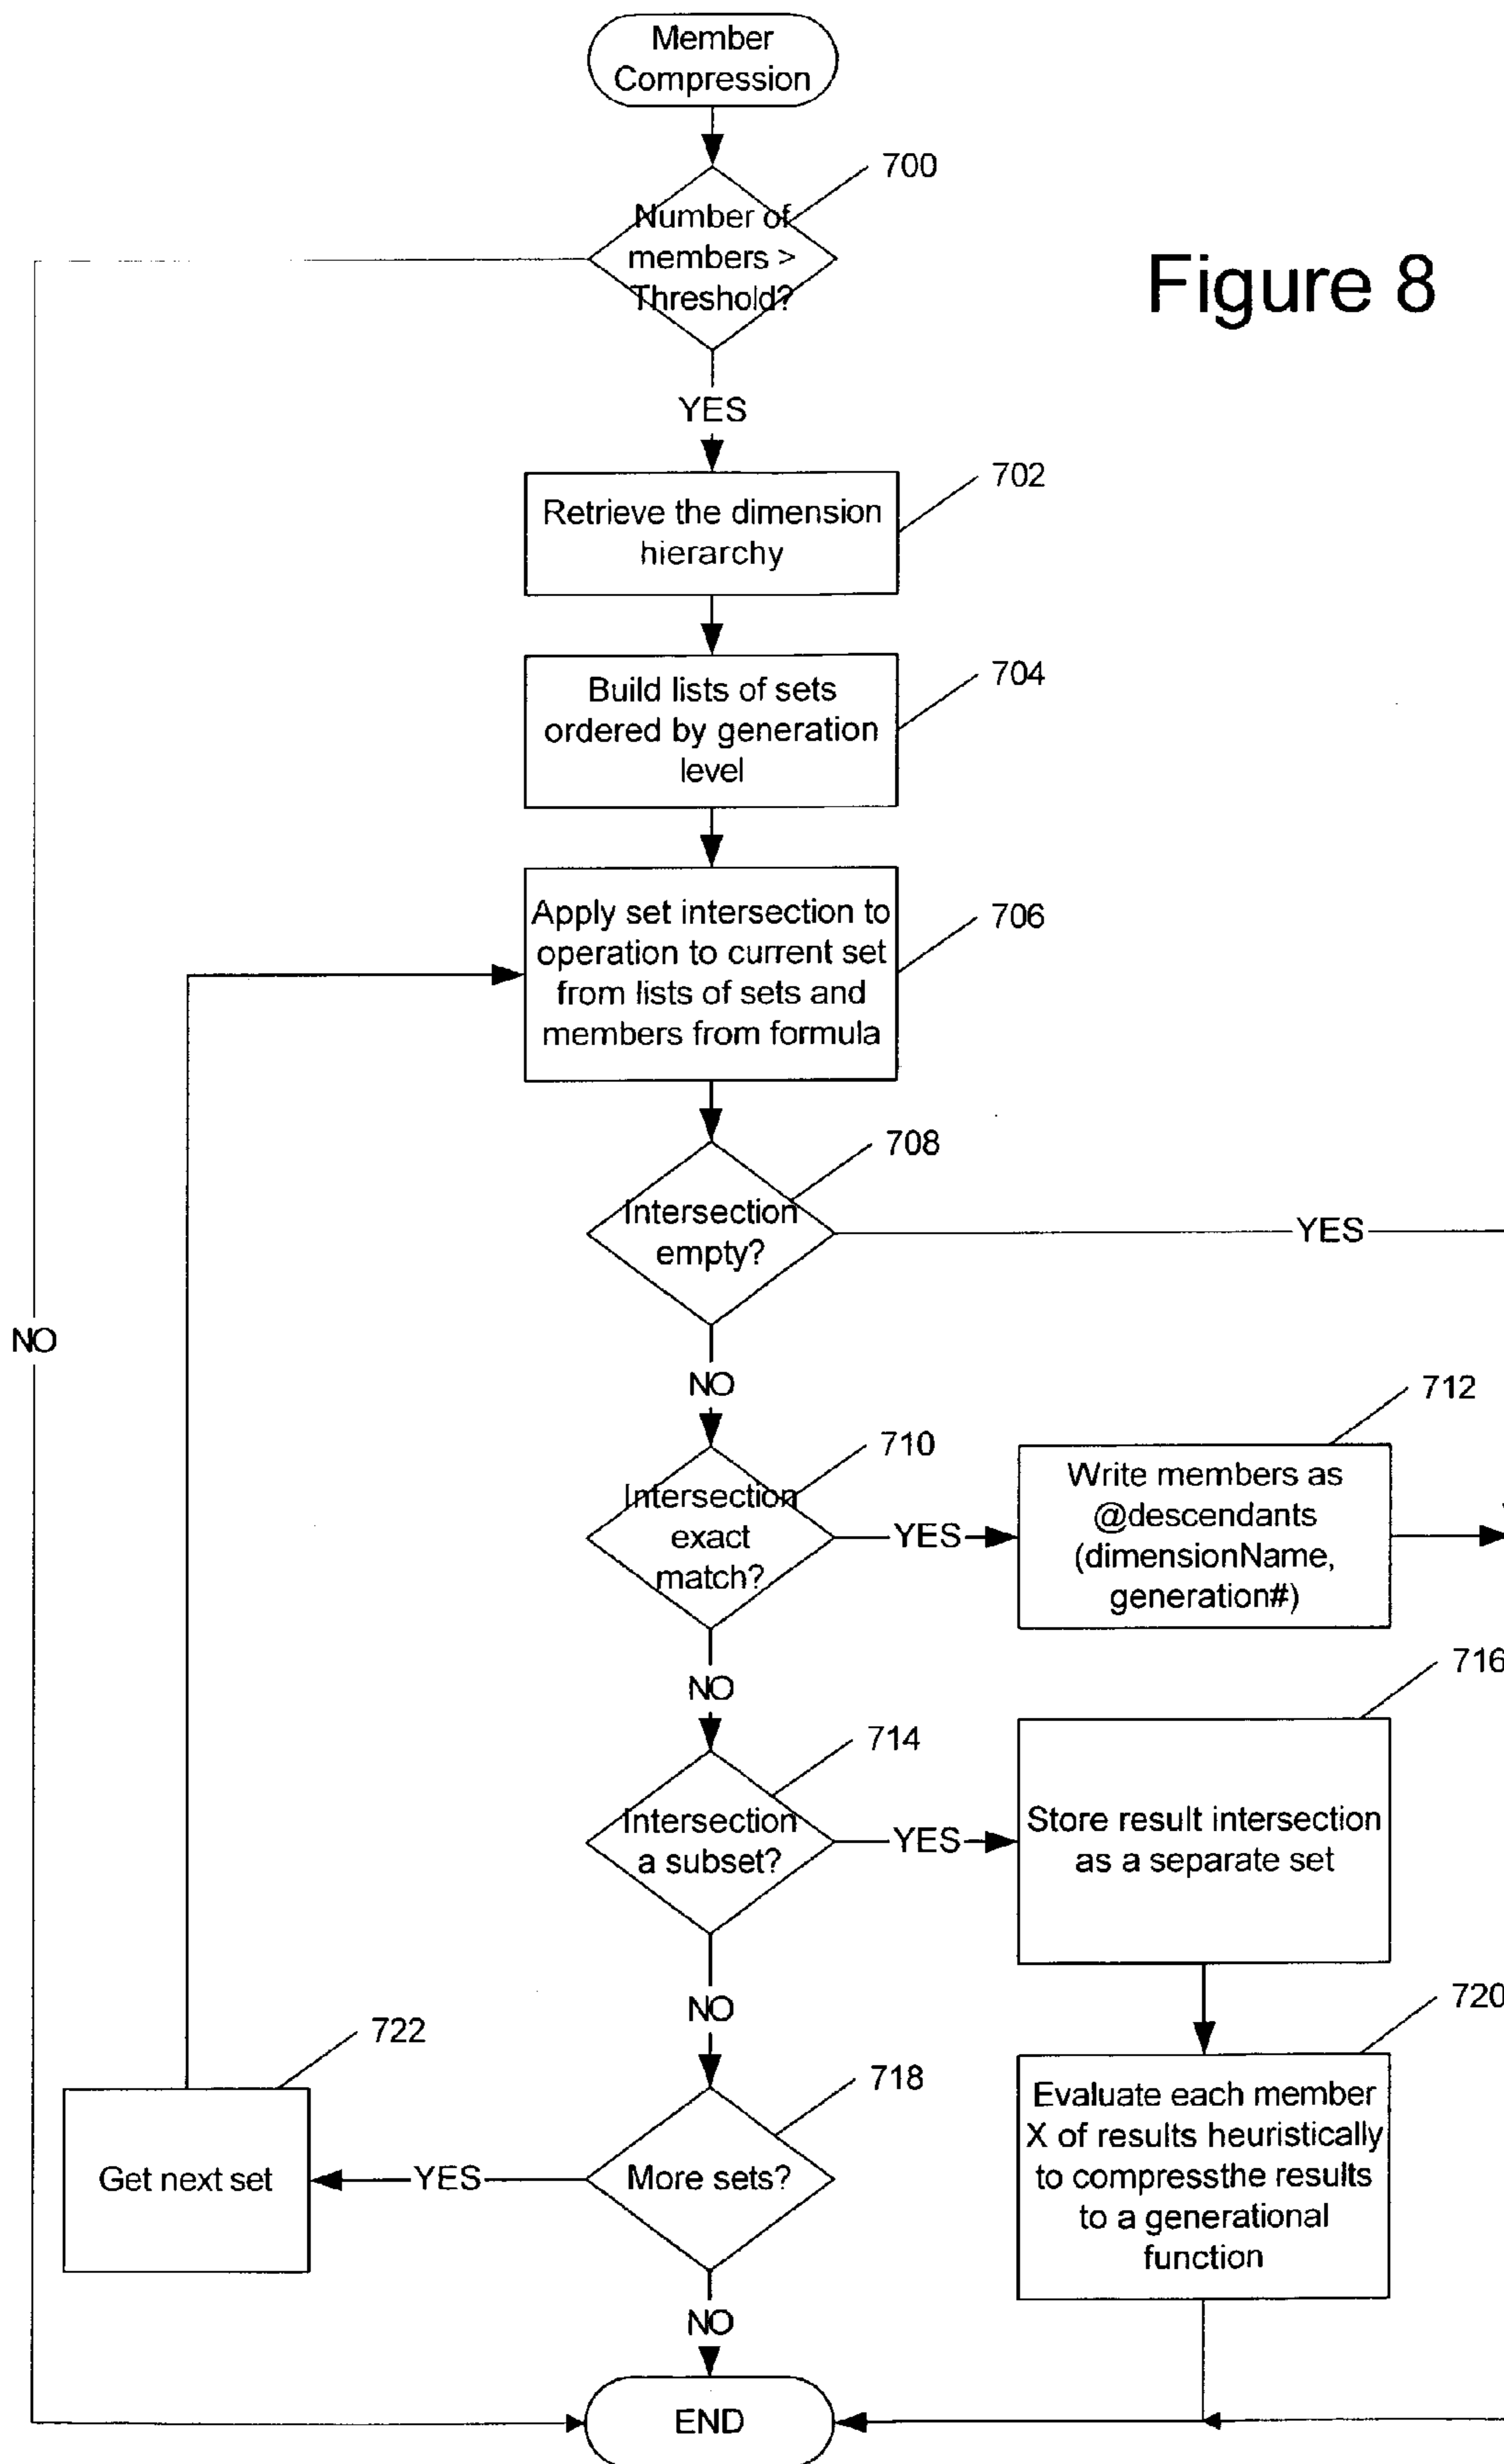 Member
Compression
700
Number of
members >
Threshold?
Figure 8
YES
702
Retrieve the dimension
hierarchy
704
Build lists of sets
ordered by generation
level
706
Apply set intersection to
operation to current set
from lists of sets and
members from formula
708
Intersection
empty?
YES
NO
NO
712
710
Intersection
exact
match?
YES
Write members as
@descendants
(dimensionName,
generation#)
NO
716
714
Intersection
a subset?
YES
Store result intersection
as a separate set
NO
720
722
718
Get next set
YES
More sets?
Evaluate each member
X of results heuristically
to compressthe results
to a generational
function
NO
END